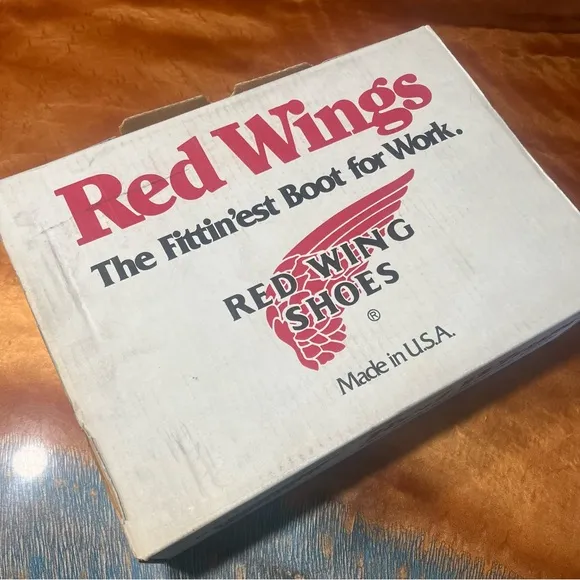 Red Wings
The Fittin'est Boot for Work.
RED WING
SHOES
®
Made in U.S.A.